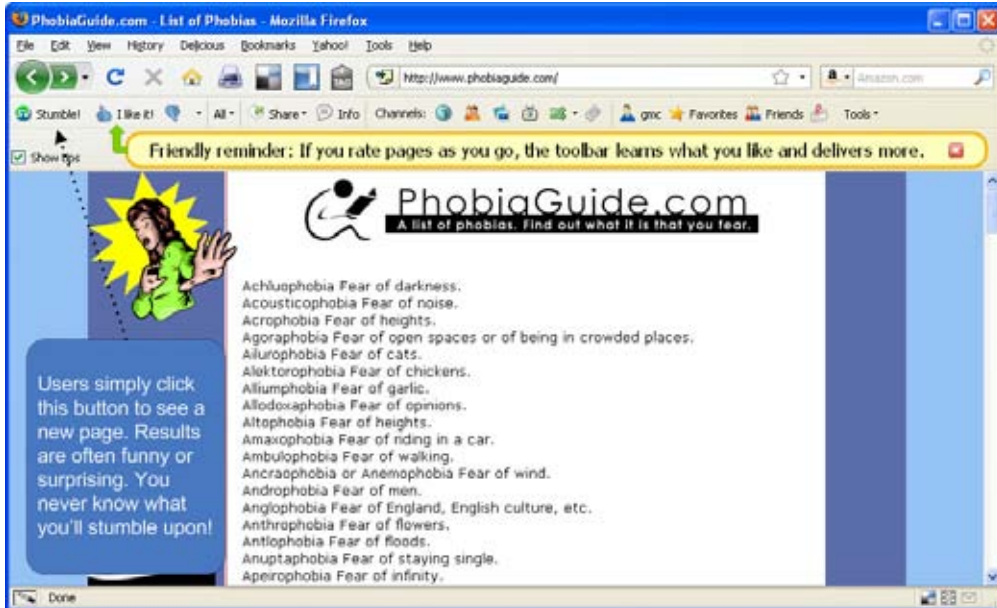 PhobiaGuide.com - List of Phobias - Mozilla Firefox
File Edit View History Delicious Bookmarks Yahoo! Tools Help
http://www.phobiaguide.com/ Amazon.com
Stumble! I like it! All Share Info Channels: gmc Favorites Friends Tools
Show tips
Friendly reminder: If you rate pages as you go, the toolbar learns what you like and delivers more.
PhobiaGuide.com
A list of phobias. Find out what it is that you fear.
Achluophobia Fear of darkness.
Acousticophobia Fear of noise.
Acrophobia Fear of heights.
Agoraphobia Fear of open spaces or of being in crowded places.
Ailurophobia Fear of cats.
Alektorophobia Fear of chickens.
Alliumphobia Fear of garlic.
Allodoxaphobia Fear of opinions.
Altophobia Fear of heights.
Amaxophobia Fear of riding in a car.
Ambulophobia Fear of walking.
Ancraophobia or Anemophobia Fear of wind.
Androphobia Fear of men.
Anglophobia Fear of England, English culture, etc.
Anthrophobia Fear of flowers.
Antlophobia Fear of floods.
Anuptaphobia Fear of staying single.
Apeirophobia Fear of infinity.
Users simply click
this button to see a
new page. Results
are often funny or
surprising. You
never know what
you'll stumble upon!
Done